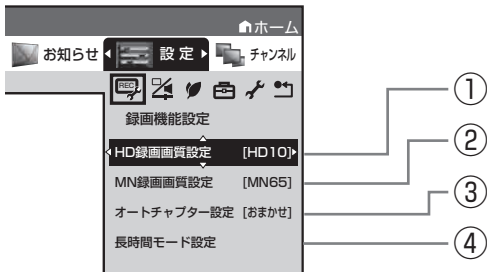 ホーム
お知らせ 設定 チャンネル
REC
録画機能設定
HD録画画質設定 [HD10] ①
MN録画画質設定 [MN65] ②
オートチャプター設定 [おまかせ] ③
長時間モード設定 ④